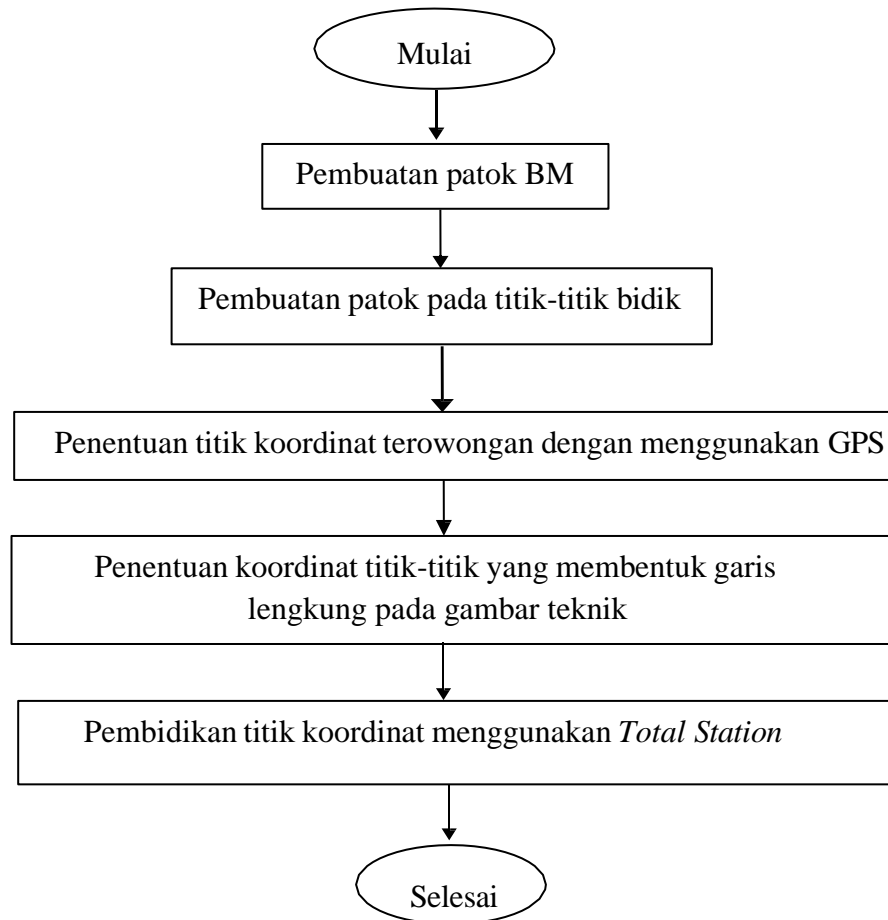 Mulai
Pembuatan patok BM
Pembuatan patok pada titik-titik bidik
Penentuan titik koordinat terowongan dengan menggunakan GPS
Penentuan koordinat titik-titik yang membentuk garis
lengkung pada gambar teknik
Pembidikan titik koordinat menggunakan Total Station
Selesai